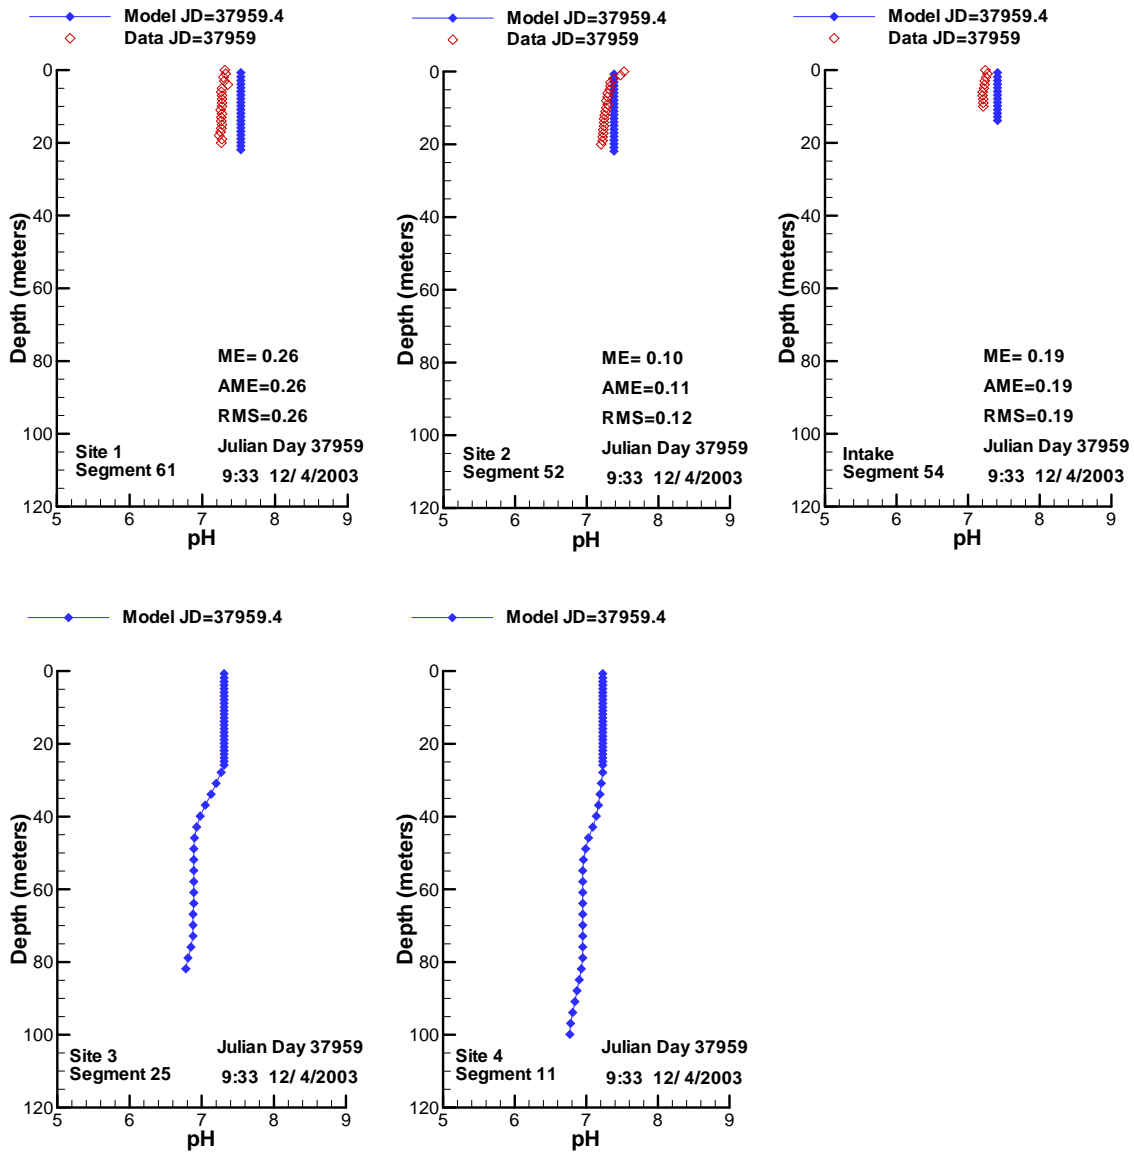 Model JD=37959.4
Data JD=37959
0
20
40
60
80
100
120
Depth (meters)
ME= 0.26
AME=0.26
RMS=0.26
Site 1
Segment 61
Julian Day 37959
9:33 12/ 4/2003
5 6 7 8 9
pH
Model JD=37959.4
Data JD=37959
0
20
40
60
80
100
120
Depth (meters)
ME= 0.10
AME=0.11
RMS=0.12
Site 2
Segment 52
Julian Day 37959
9:33 12/ 4/2003
5 6 7 8 9
pH
Model JD=37959.4
Data JD=37959
0
20
40
60
80
100
120
Depth (meters)
ME= 0.19
AME=0.19
RMS=0.19
Intake
Segment 54
Julian Day 37959
9:33 12/ 4/2003
5 6 7 8 9
pH
Model JD=37959.4
0
20
40
60
80
100
120
Depth (meters)
Site 3
Segment 25
Julian Day 37959
9:33 12/ 4/2003
5 6 7 8 9
pH
Model JD=37959.4
0
20
40
60
80
100
120
Depth (meters)
Site 4
Segment 11
Julian Day 37959
9:33 12/ 4/2003
5 6 7 8 9
pH